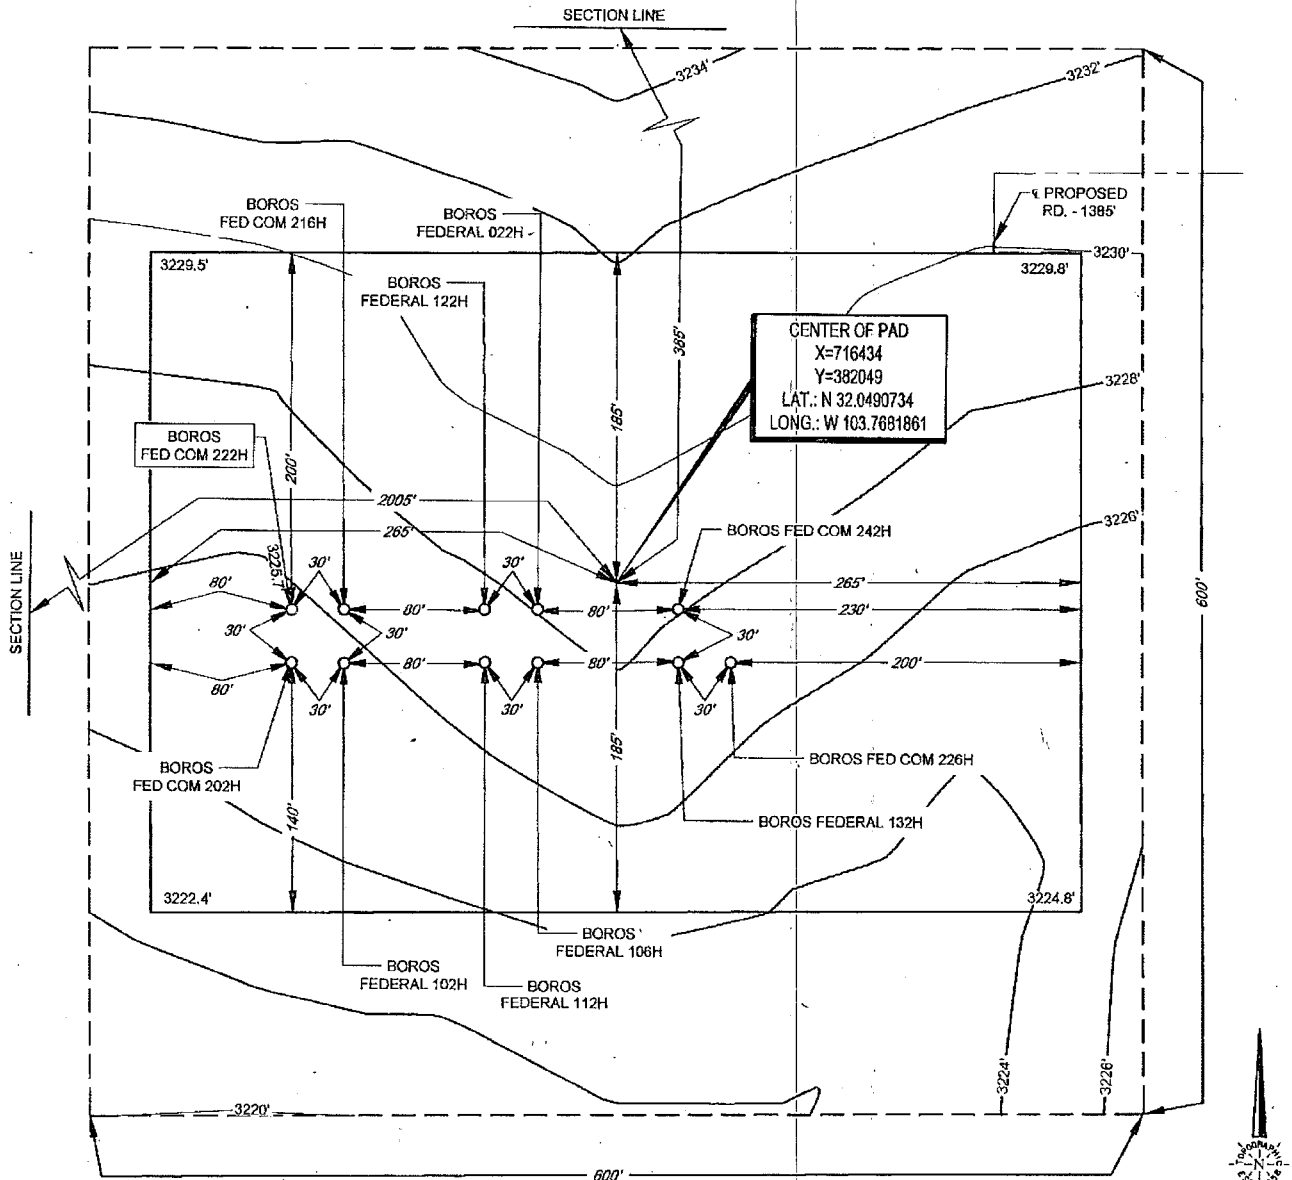 SECTION LINE
3234'
3232'
BOROS
FED COM 216H
BOROS
FEDERAL 022H
℄ PROPOSED
RD. - 1385'
3229.5'
3229.8'
3230'
BOROS
FEDERAL 122H
385'
CENTER OF PAD
X=716434
Y=382049
LAT.: N 32.0490734
LONG.: W 103.7681861
3228'
185'
BOROS
FED COM 222H
200'
2005'
265'
3226'
BOROS FED COM 242H
SECTION LINE
3225.1'
30'
30'
80'
265'
600'
80'
80'
230'
30'
30'
30'
80'
80'
80'
200'
30'
30'
30'
185'
BOROS
FED COM 202H
BOROS FED COM 226H
140'
BOROS FEDERAL 132H
3222.4'
3224.8'
BOROS
FEDERAL 106H
BOROS
FEDERAL 102H
BOROS
FEDERAL 112H
3224'
3226'
3220'
600'
N